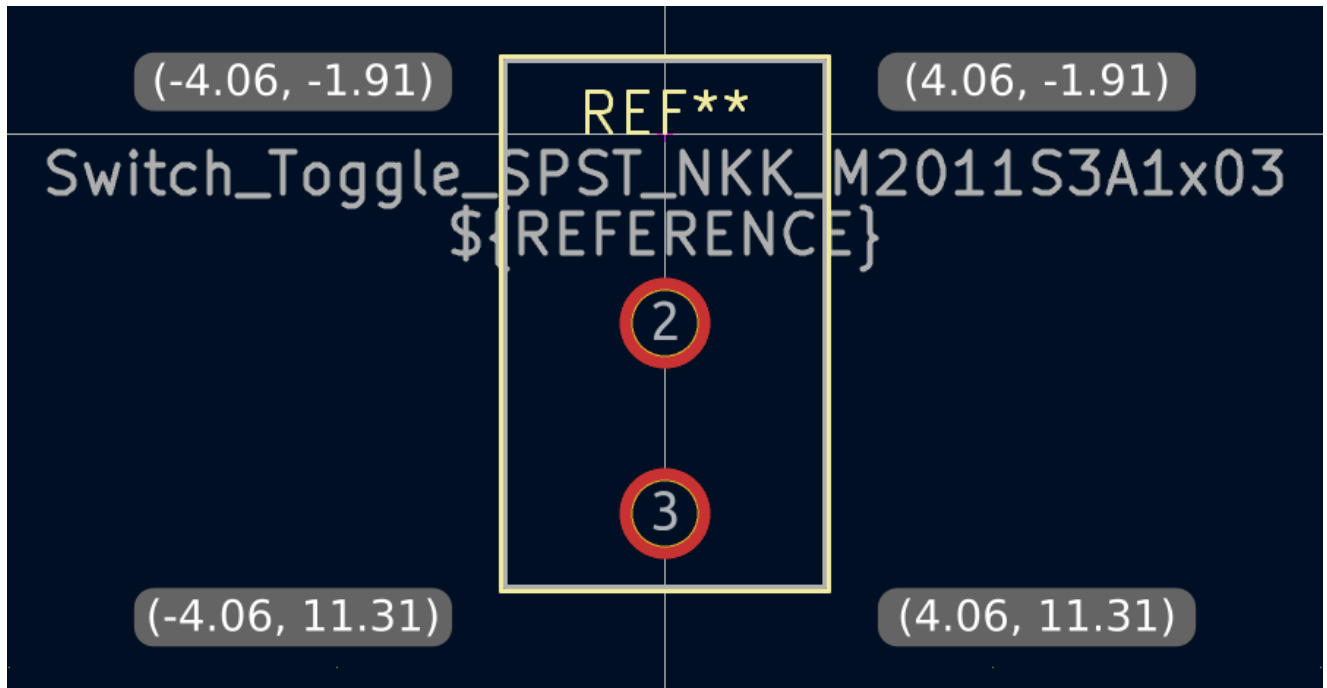 (-4.06, -1.91)
(4.06, -1.91)
REF**
Switch_Toggle_SPST_NKK_M2011S3A1x03
${REFERENCE}
2
3
(-4.06, 11.31)
(4.06, 11.31)